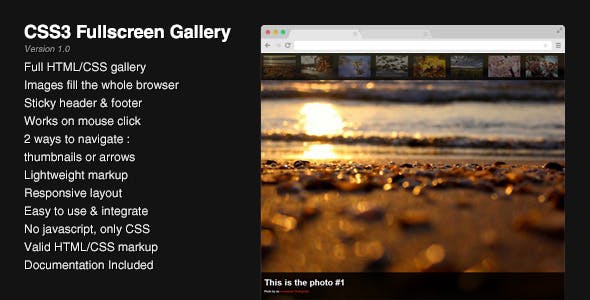 CSS3 Fullscreen Gallery
Version 1.0
Full HTML/CSS gallery
Images fill the whole browser
Sticky header & footer
Works on mouse click
2 ways to navigate :
thumbnails or arrows
Lightweight markup
Responsive layout
Easy to use & integrate
No javascript, only CSS
Valid HTML/CSS markup
Documentation Included
This is the photo #1
Photo by